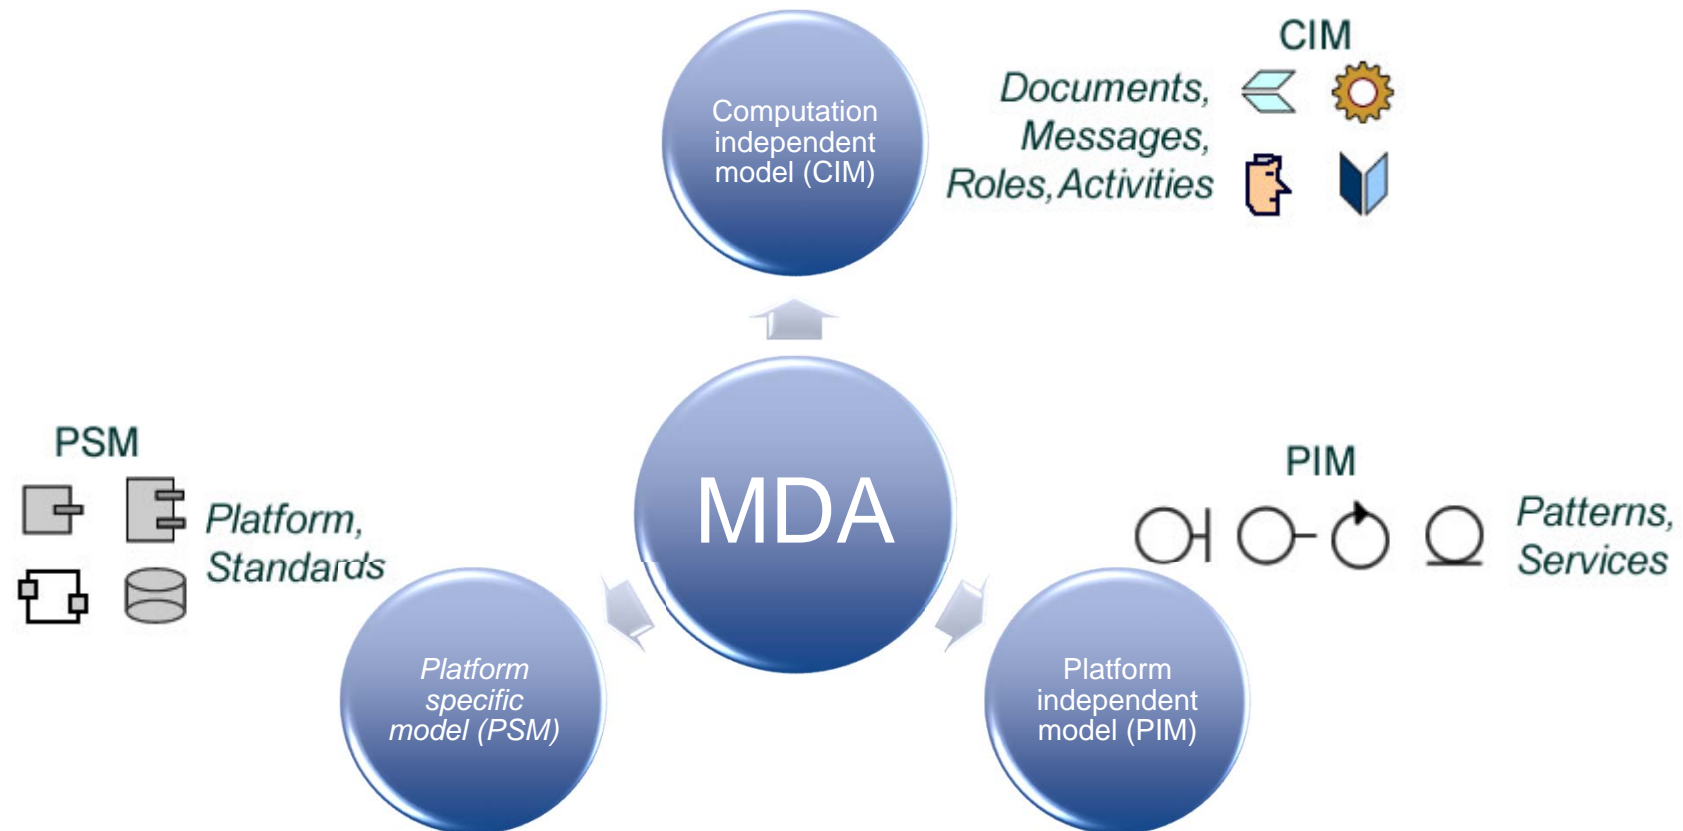 Computation
independent
model (CIM)
CIM
Documents,
Messages,
Roles, Activities
MDA
PSM
Platform,
Standards
Platform
specific
model (PSM)
PIM
Patterns,
Services
Platform
independent
model (PIM)